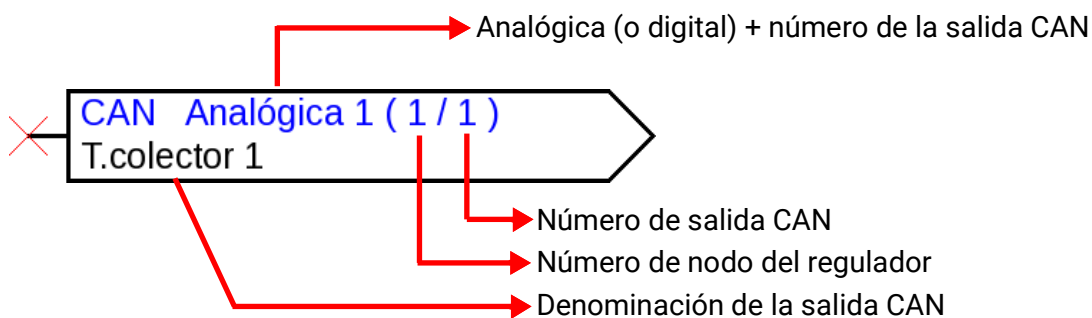 Analógica (o digital) + número de la salida CAN
CAN Analógica 1 ( 1 / 1 )
T.colector 1
Número de salida CAN
Número de nodo del regulador
Denominación de la salida CAN